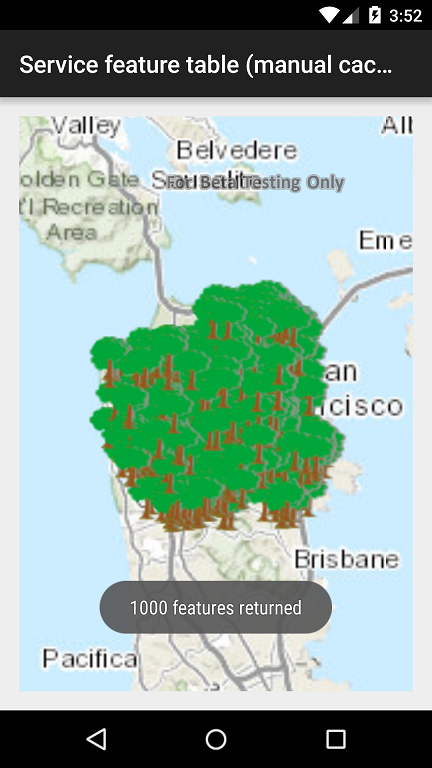 3:52
Service feature table (manual cac...
Valley
Alt
Belvedere
olden Gate
For Beta Testing Only
t'l Recreation
Area
Eme
an
ncisco
Brisbane
1000 features returned
Pacifica